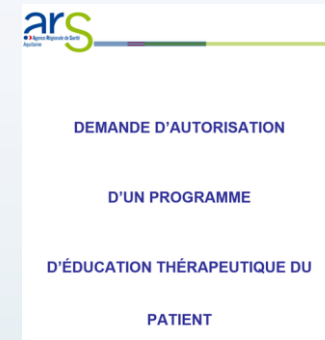 ars
Agence Régionale de Santé
Aquitaine
DEMANDE D'AUTORISATION
D'UN PROGRAMME
D'ÉDUCATION THÉRAPEUTIQUE DU
PATIENT